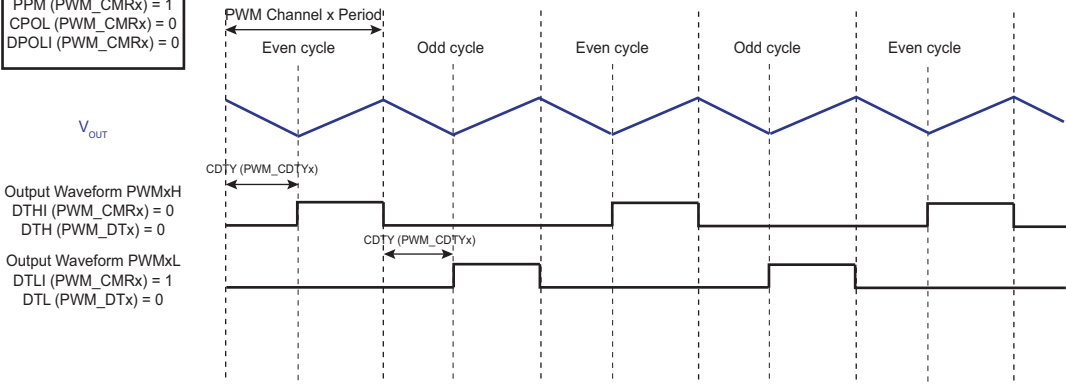 PPM (PWM_CMRx) = 1
CPOL (PWM_CMRx) = 0
DPOLI (PWM_CMRx) = 0
PWM Channel x Period
Even cycle
Odd cycle
Even cycle
Odd cycle
Even cycle
VOUT
CDTY (PWM_CDTYx)
Output Waveform PWMxH
DTHI (PWM_CMRx) = 0
DTH (PWM_DTx) = 0
CDTY (PWM_CDTYx)
Output Waveform PWMxL
DTLI (PWM_CMRx) = 1
DTL (PWM_DTx) = 0